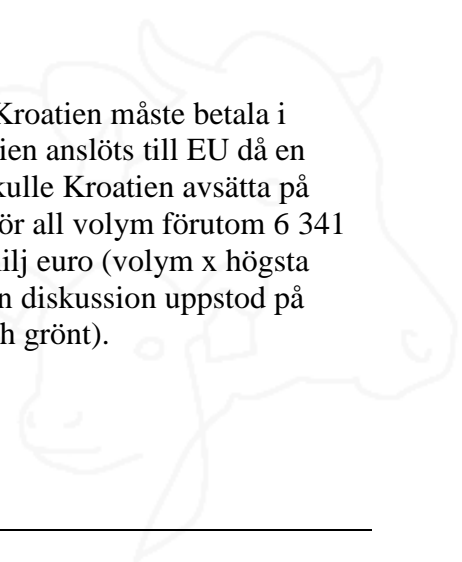 Kroatien måste betala i
ien anslöts till EU då en
kulle Kroatien avsätta på
ör all volym förutom 6 341
ilj euro (volym x högsta
n diskussion uppstod på
h grönt).